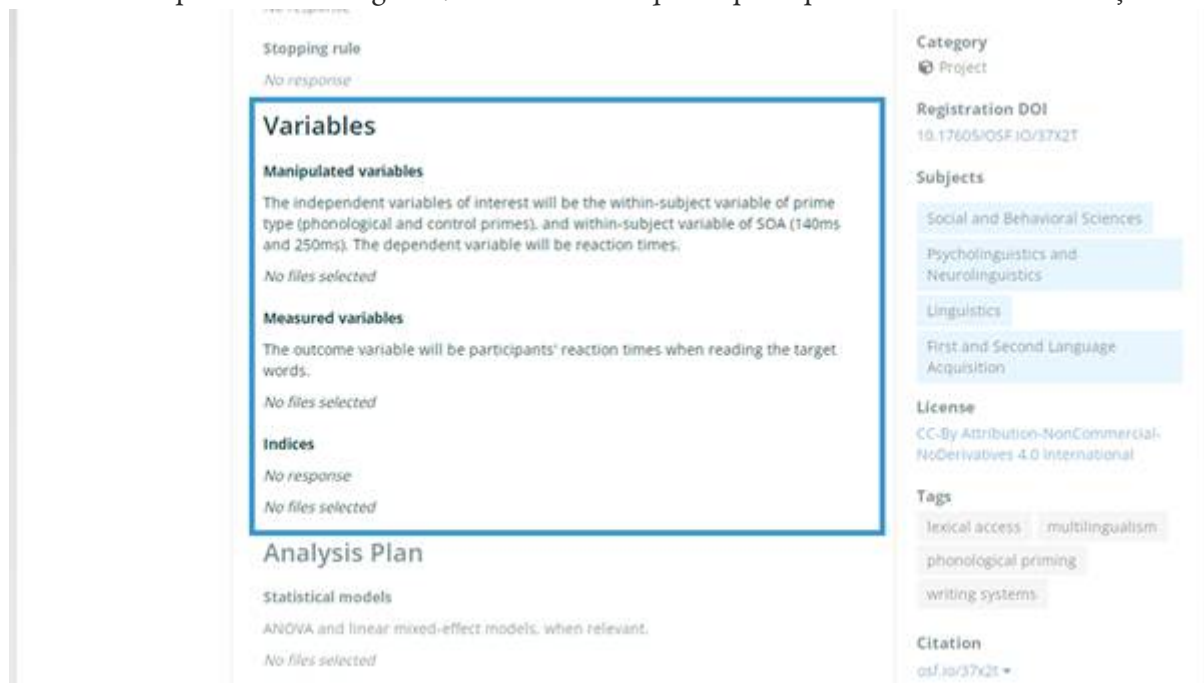 Stopping rule
No response
Variables
Manipulated variables
The independent variables of interest will be the within-subject variable of prime
type (phonological and control primes), and within-subject variable of SOA (140ms
and 250ms). The dependent variable will be reaction times.
No files selected
Measured variables
The outcome variable will be participants' reaction times when reading the target
words.
No files selected
Indices
No response
No files selected
Analysis Plan
Statistical models
ANOVA and linear mixed-effect models, when relevant.
No files selected
Category
Project
Registration DOI
10.17605/OSF.IO/37X2T
Subjects
Social and Behavioral Sciences
Psycholinguistics and
Neurolinguistics
Linguistics
First and Second Language
Acquisition
License
CC-By Attribution-NonCommercial-
NoDerivatives 4.0 International
Tags
lexical access multilingualism
phonological priming
writing systems
Citation
osf.io/37x2t